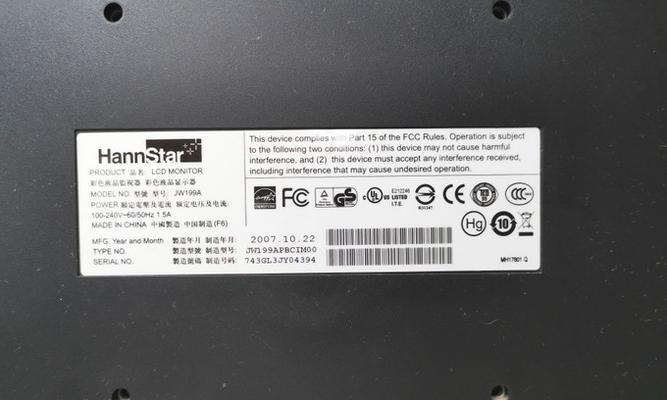 HannStar
PRODUCT 品名: LCD MONITOR
彩色液晶監視器 彩色液晶显示器
MODEL NO. 型號 型号: JW199A
POWER 額定電壓及電流 额定电压及电流:
100-240V~60/50Hz 1.5A
MADE IN CHINA 中國製造 中国制造(F6)
This device complies with Part 15 of the FCC Rules. Operation is subject
to the following two conditions: (1) this device may not cause harmful
interference, and (2) this device must accept any interference received,
including interference that may cause undesired operation.
FC
GS
c UL US LISTED
I.T.E.
E212246
R31347
CE
CCC
Hg
10
MFG. Year and Month 製造年月 制造年月: 2007.10.22
TYPE NO. 製造型號 制造型号: JW199APBCIM00
SERIAL NO. 製造號碼 制造号码: 743GL3JY04394
MH17801 Q